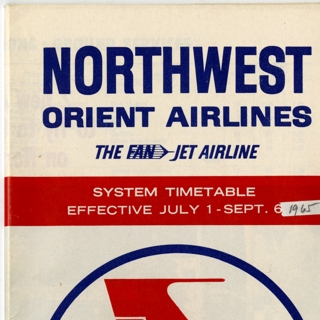 NORTHWEST
ORIENT AIRLINES
THE FAN JET AIRLINE
SYSTEM TIMETABLE
EFFECTIVE JULY 1-SEPT. 6
1965